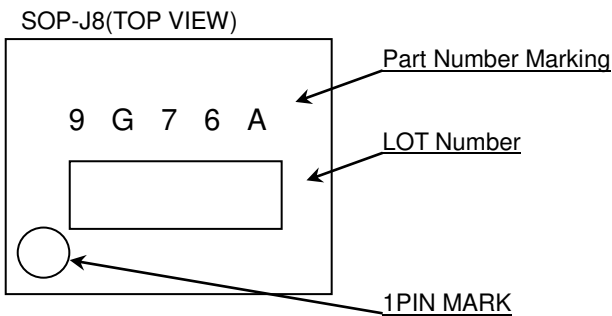 SOP-J8(TOP VIEW)
Part Number Marking
9 G 7 6 A
LOT Number
1PIN MARK